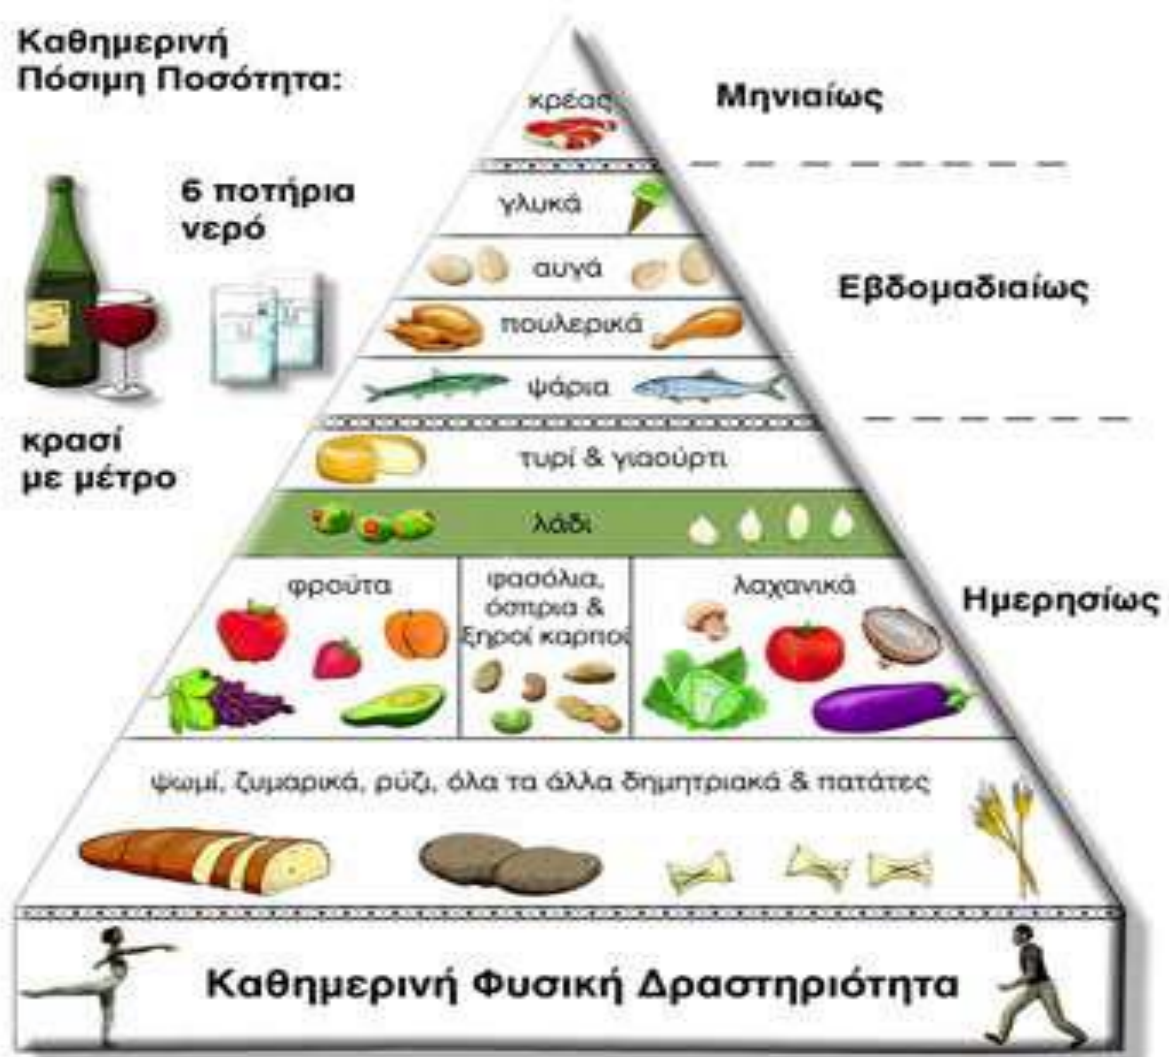 Καθημερινή
Πόσιμη Ποσότητα:
6 ποτήρια
νερό
κρασί
με μέτρο
κρέας
Μηνιαίως
γλυκά
αυγά
πουλερικά
ψάρια
Εβδομαδιαίως
τυρί & γιαούρτι
λάδι
φρούτα
φασόλια,
όσπρια &
ξηροί καρποί
λαχανικά
Ημερησίως
ψωμί, ζυμαρικά, ρύζι, όλα τα άλλα δημητριακά & πατάτες
Καθημερινή Φυσική Δραστηριότητα